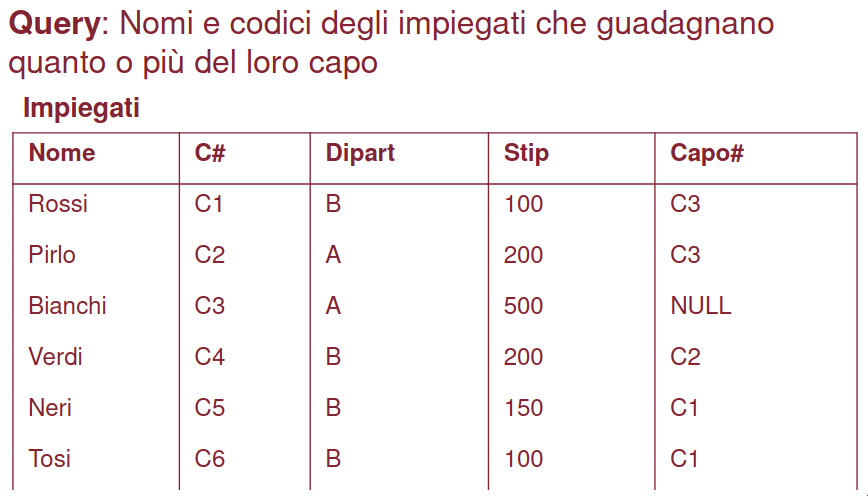 Query: Nomi e codici degli impiegati che guadagnano
quanto o più del loro capo
Impiegati
Nome C# Dipart Stip Capo#
Rossi C1 B 100 C3
Pirlo C2 A 200 C3
Bianchi C3 A 500 NULL
Verdi C4 B 200 C2
Neri C5 B 150 C1
Tosi C6 B 100 C1